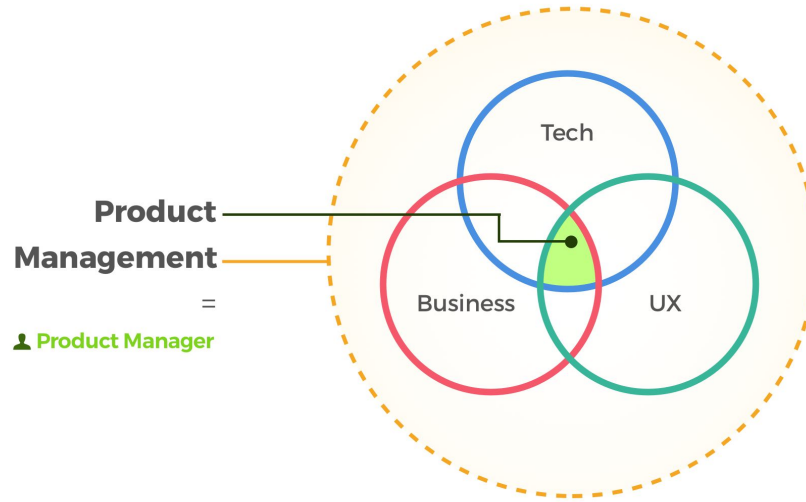 Product
Management
=
Product Manager
Tech
Business
UX